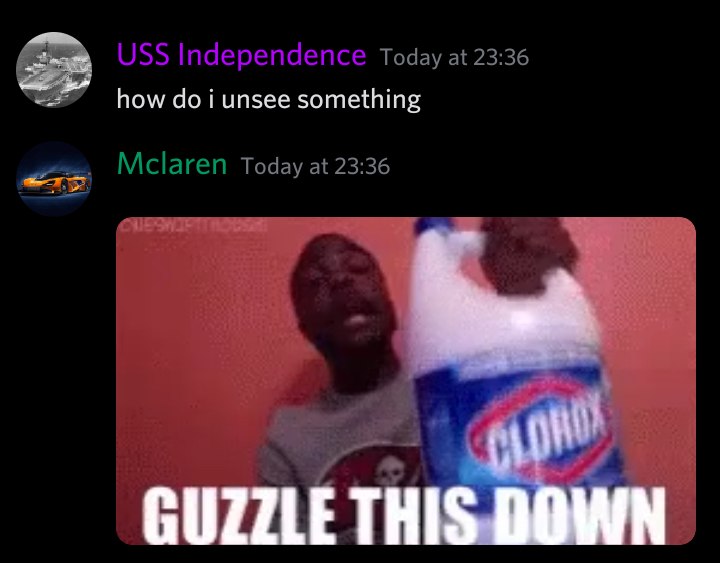 USS Independence Today at 23:36
how do i unsee something
Mclaren Today at 23:36
CLOROX
GUZZLE THIS DOWN